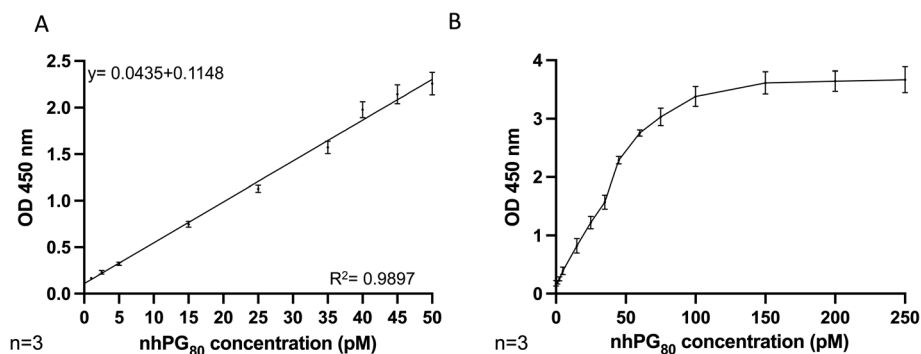 A
y= 0.0435+0.1148
OD 450 nm
2.5
2.0
1.5
1.0
0.5
0.0
R²= 0.9897
0 5 10 15 20 25 30 35 40 45 50
nhPG₈₀ concentration (pM)
n=3
B
OD 450 nm
4
3
2
1
0
0 50 100 150 200 250
nhPG₈₀ concentration (pM)
n=3